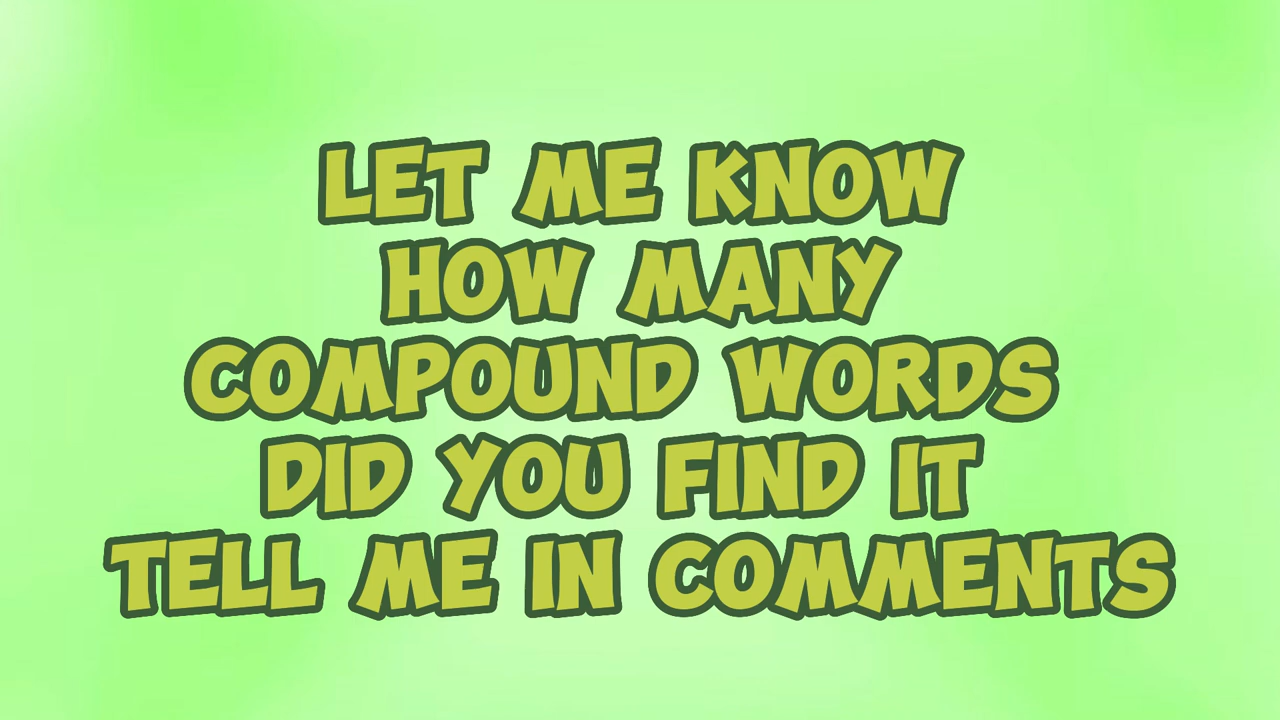 LET ME KNOW
HOW MANY
COMPOUND WORDS
DID YOU FIND IT
TELL ME IN COMMENTS